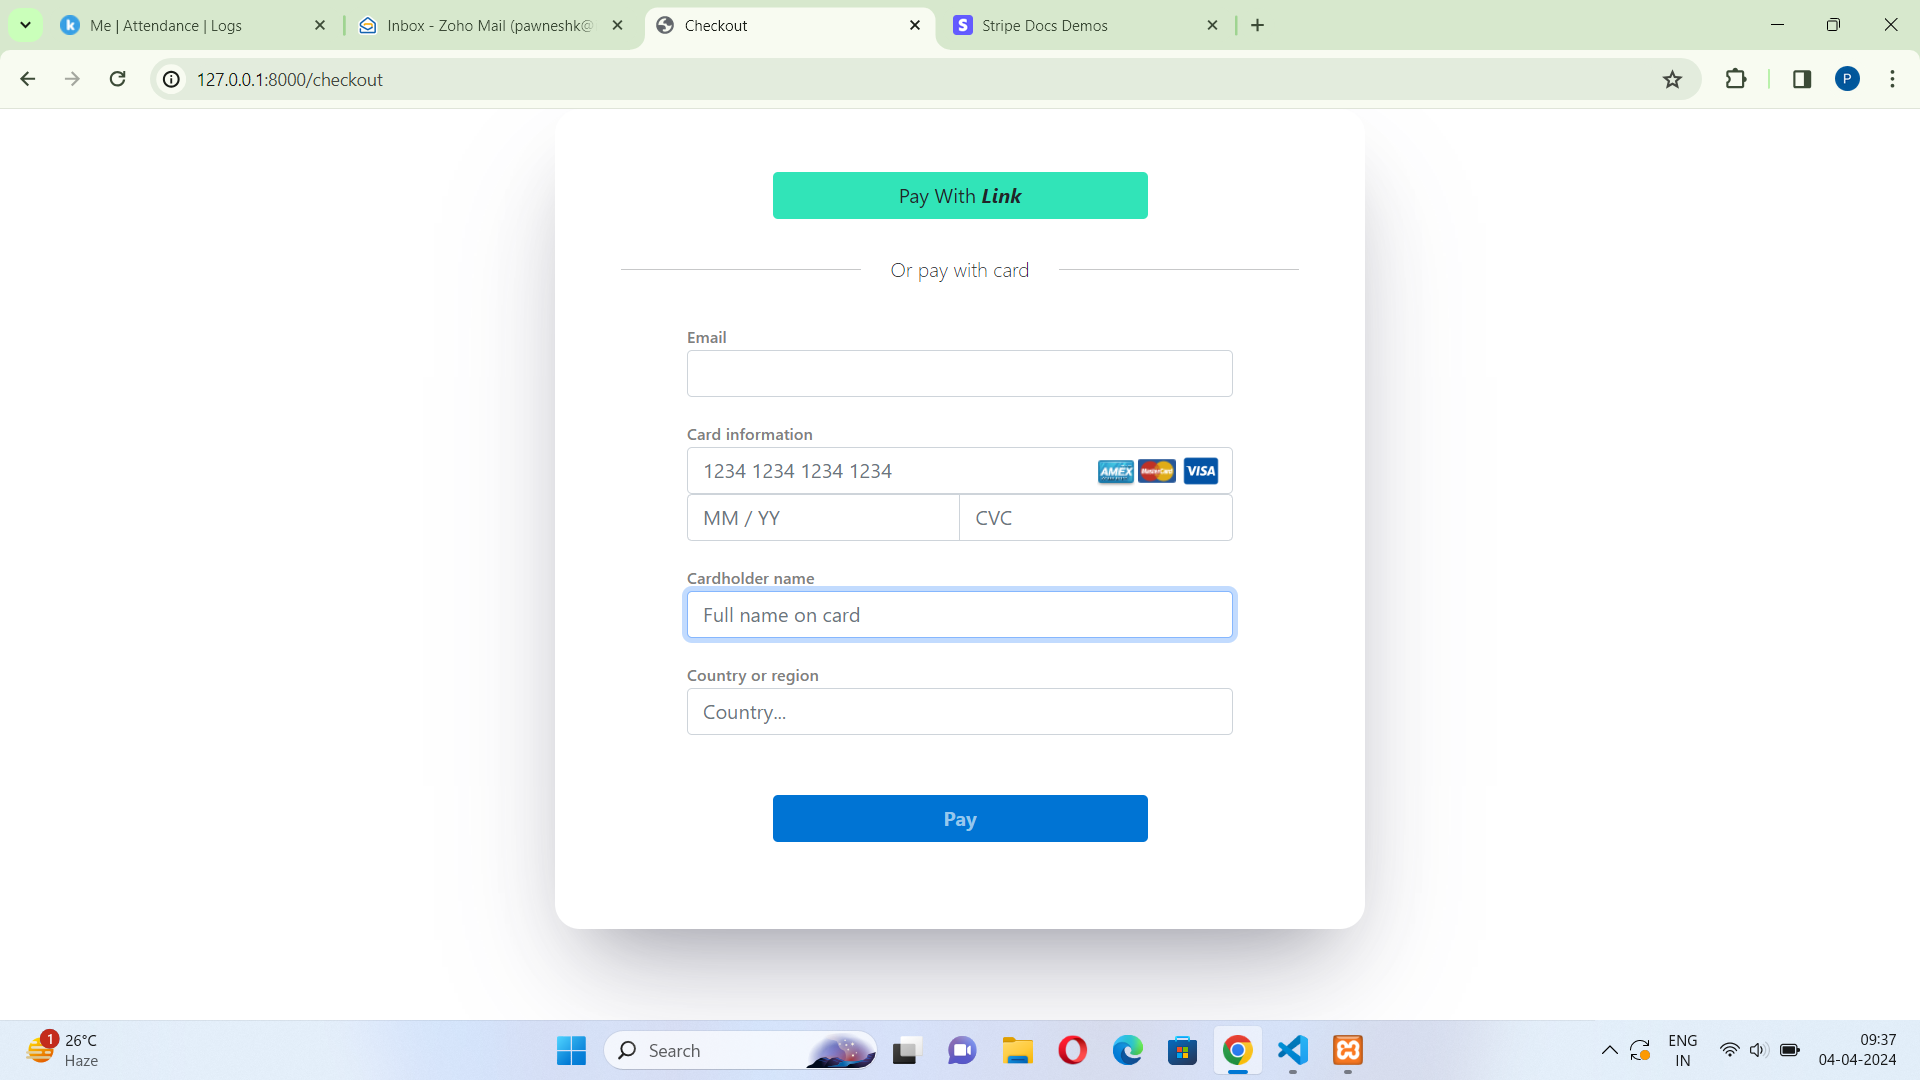 Me | Attendance | Logs
Inbox - Zoho Mail (pawneshk@
Checkout
S
Stripe Docs Demos
127.0.0.1:8000/checkout
P
Pay With Link
Or pay with card
Email
Card information
1234 1234 1234 1234
AMEX
MasterCard
VISA
MM / YY
CVC
Cardholder name
Full name on card
Country or region
Country...
Pay
1
26°C
Haze
Search
ENG
IN
09:37
04-04-2024